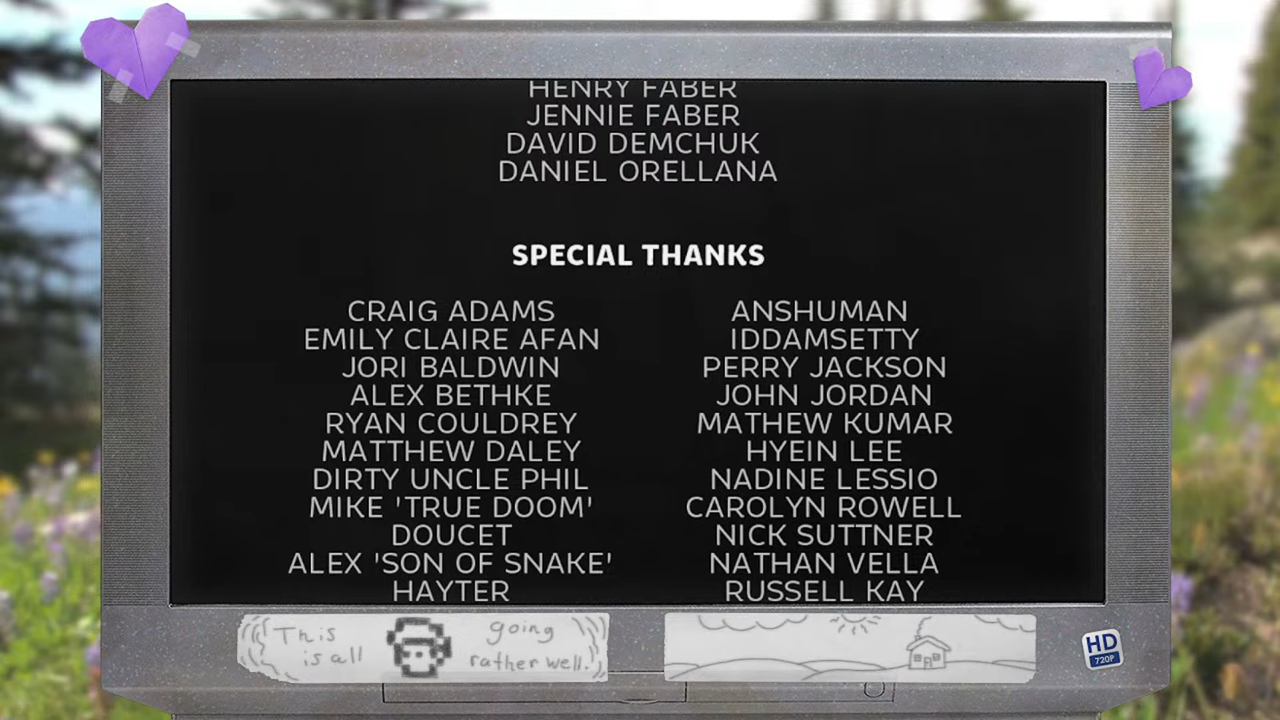 HENRY FABER
JENNIE FABER
DAVID DEMCHUK
DANIEL ORELLANA
SPECIAL THANKS
CRAIG ADAMS
EMILY CLAIRE AFAN
JORI BALDWIN
ALEX BETHKE
RYAN COULDREY
MATTHEW DALEY
DIRTY UNCLE PHIL
MIKE 'TRUE DOOM'
DOUCET
ALEX 'SON OF SNAKE'
HAYTER
ANSHUMAN
IDDAMSETTY
PERRY JACKSON
JOHN JORDAN
MATHEW KUMAR
HYEIN LEE
NADINE LESSIO
CAROLYN ROWELL
NICK SUTTNER
NATHAN VELLA
RUSSELL KAY
This
is all
going
rather well.
HD
720P